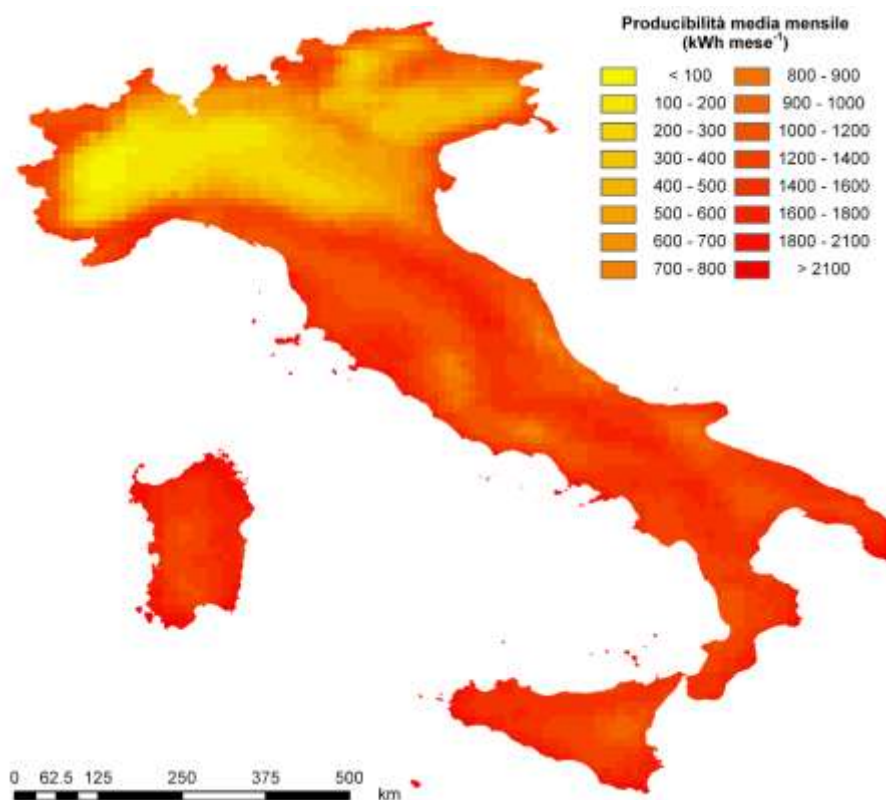 Producibilità media mensile
(kWh mese⁻¹)
< 100
100 - 200
200 - 300
300 - 400
400 - 500
500 - 600
600 - 700
700 - 800
800 - 900
900 - 1000
1000 - 1200
1200 - 1400
1400 - 1600
1600 - 1800
1800 - 2100
> 2100
0 62.5 125 250 375 500
km